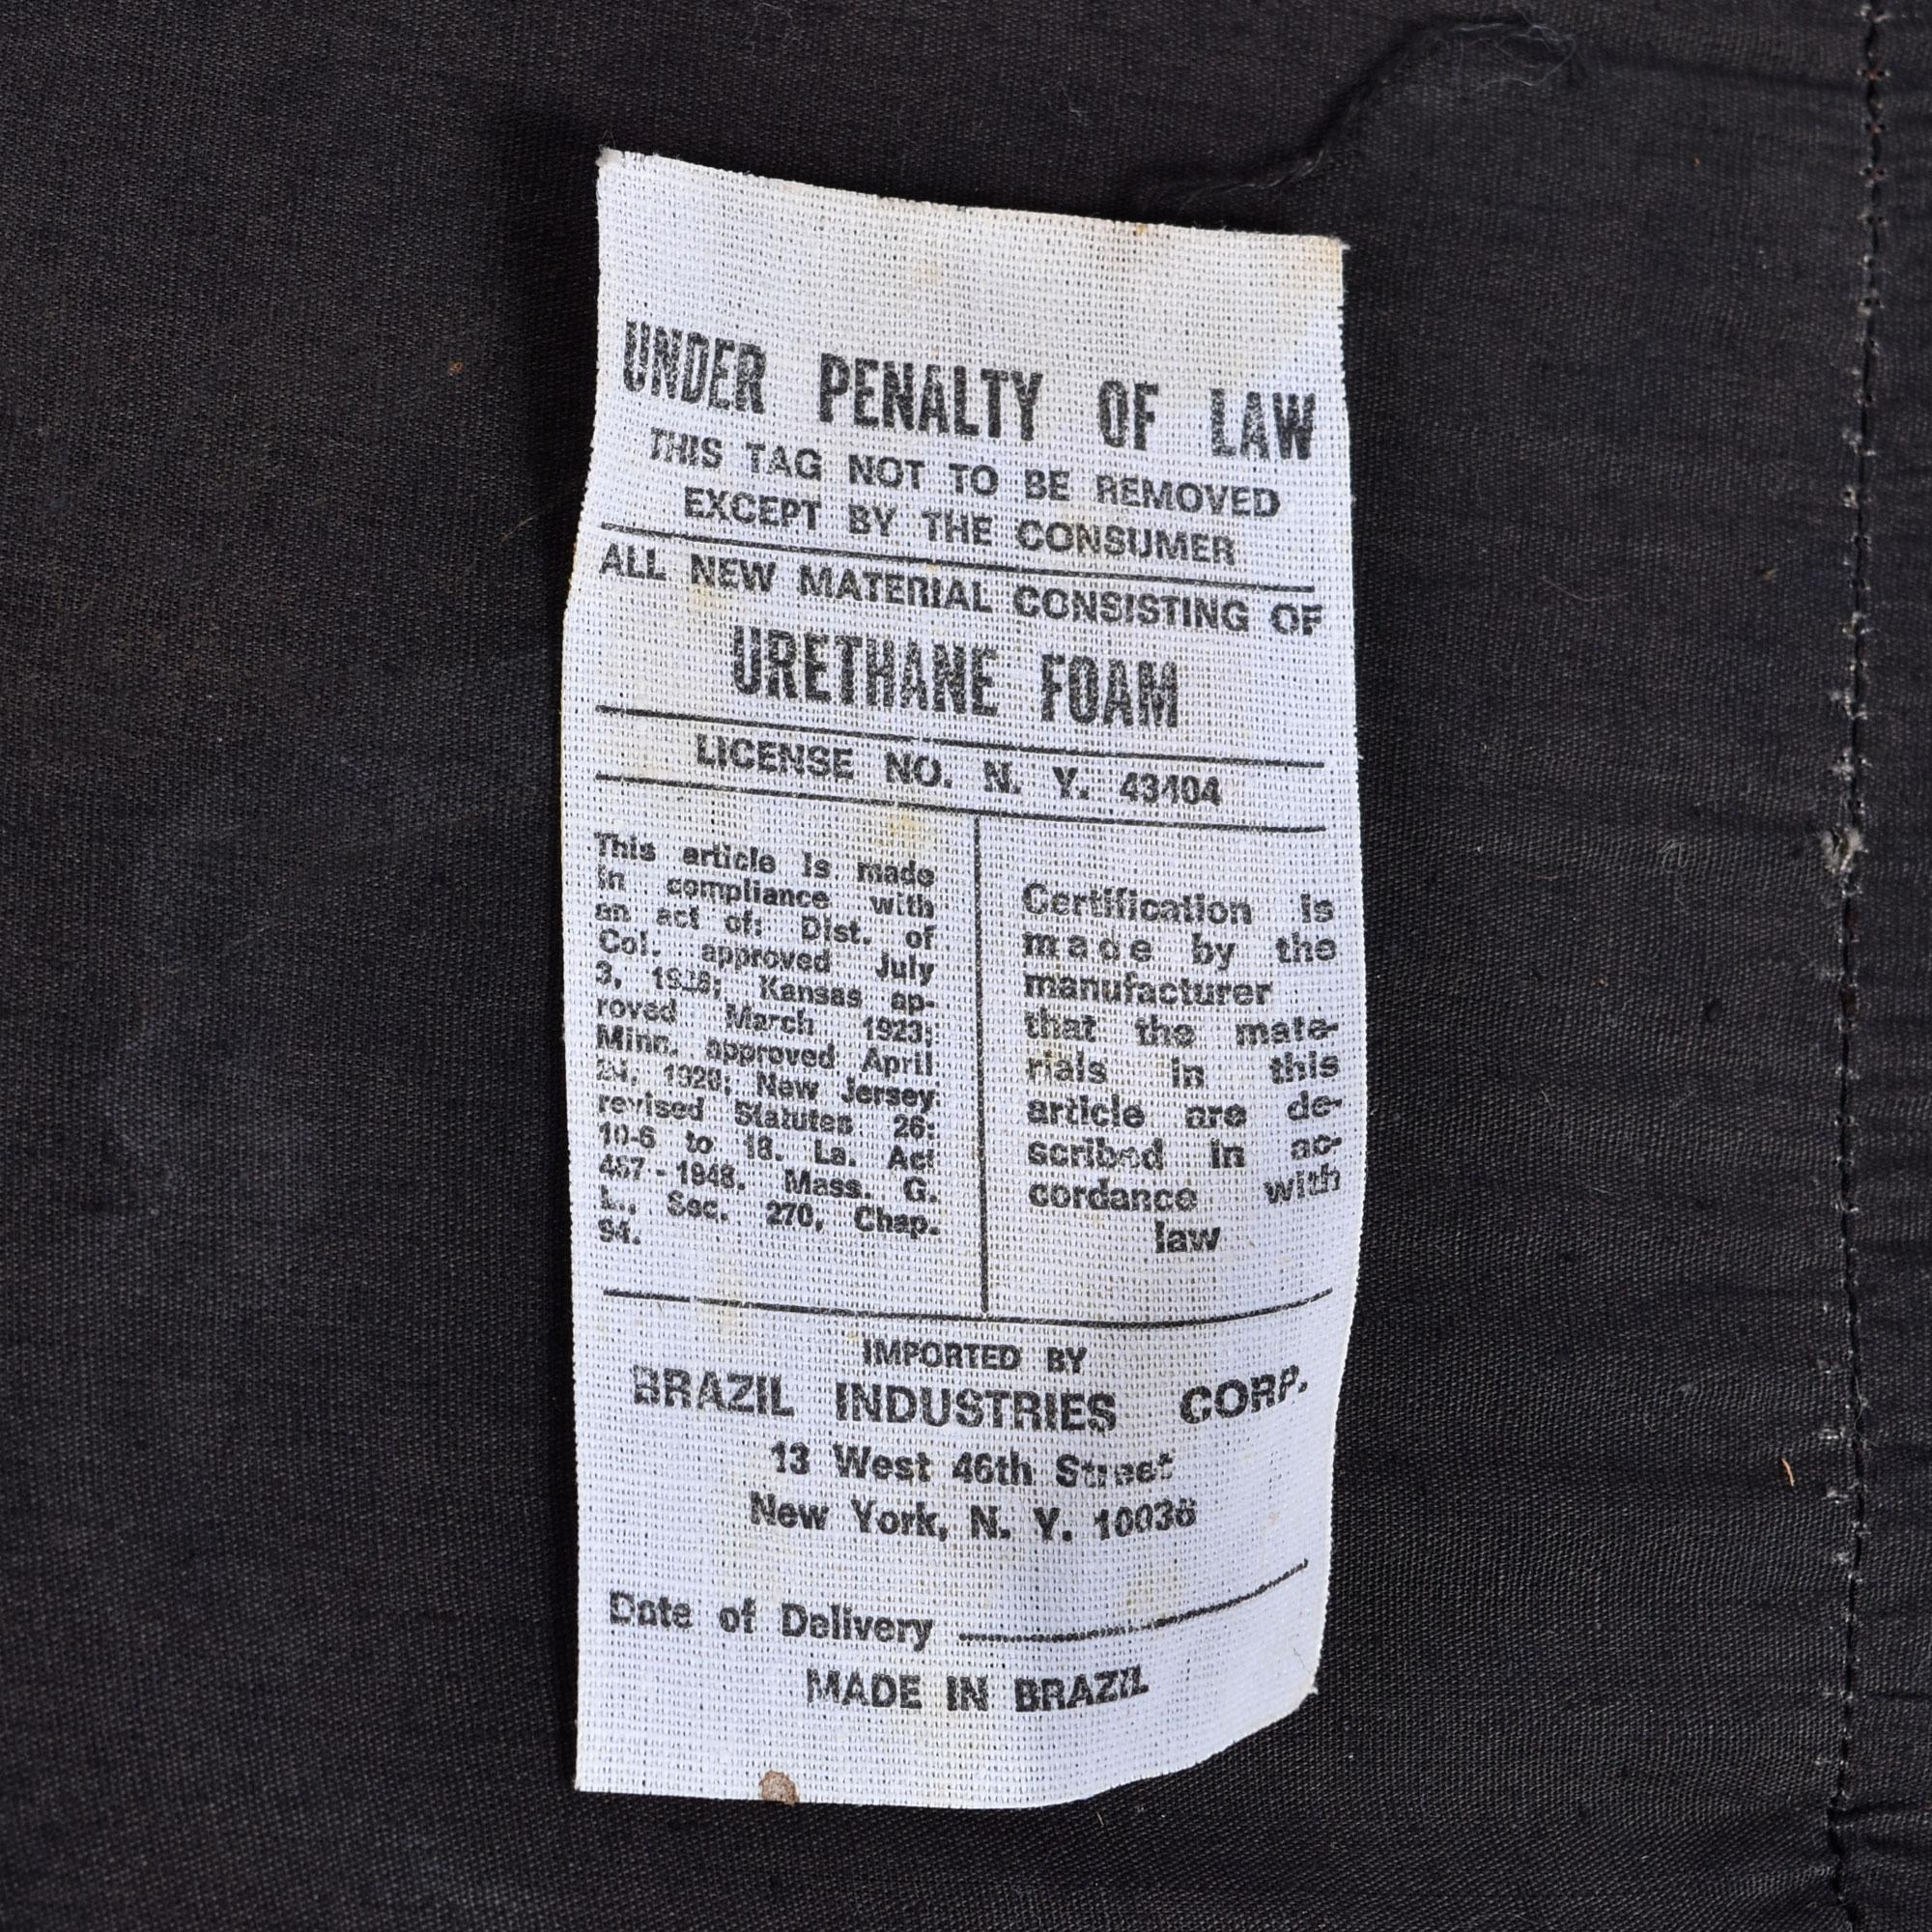 UNDER PENALTY OF LAW
THIS TAG NOT TO BE REMOVED
EXCEPT BY THE CONSUMER
ALL NEW MATERIAL CONSISTING OF
URETHANE FOAM
LICENSE NO. N. Y. 43404
This article is made
in compliance with
an act of: Dist. of
Col. approved July
3, Kansas ap-
roved March 1923;
Minn. approved April
24, 1929; New Jersey
revised Statutes 26:
10-6 to 18. La. Act
467 - 1948. Mass. G.
L., Sec. 270, Chap.
94.
Certification is
made by the
manufacturer
that the mate-
rials in this
article are de-
scribed in ac-
cordance with
law
IMPORTED BY
BRAZIL INDUSTRIES CORP.
13 West 46th Street
New York, N. Y. 10036
Date of Delivery
MADE IN BRAZIL